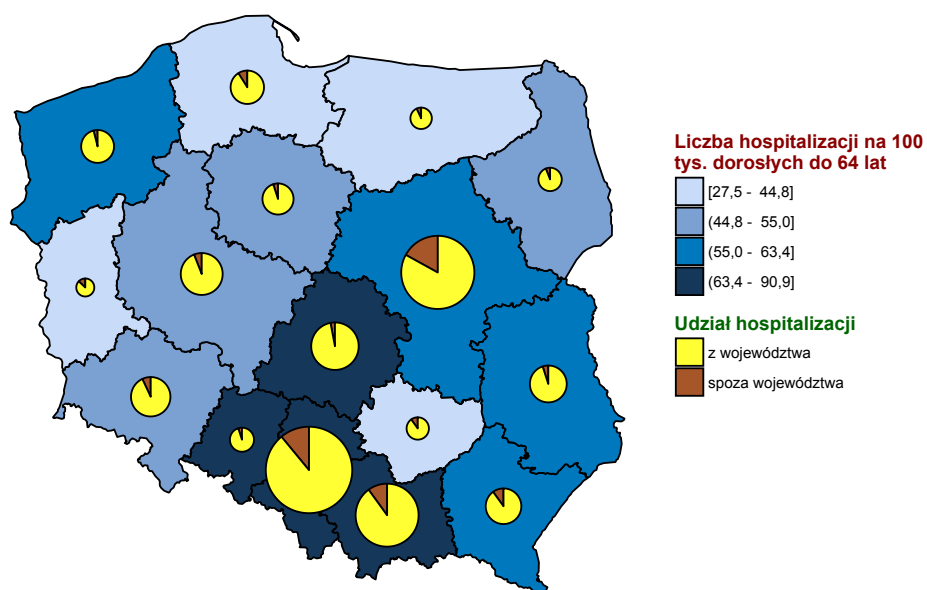 Liczba hospitalizacji na 100
tys. dorosłych do 64 lat
[27,5 - 44,8]
(44,8 - 55,0]
(55,0 - 63,4]
(63,4 - 90,9]
Udział hospitalizacji
z województwa
spoza województwa